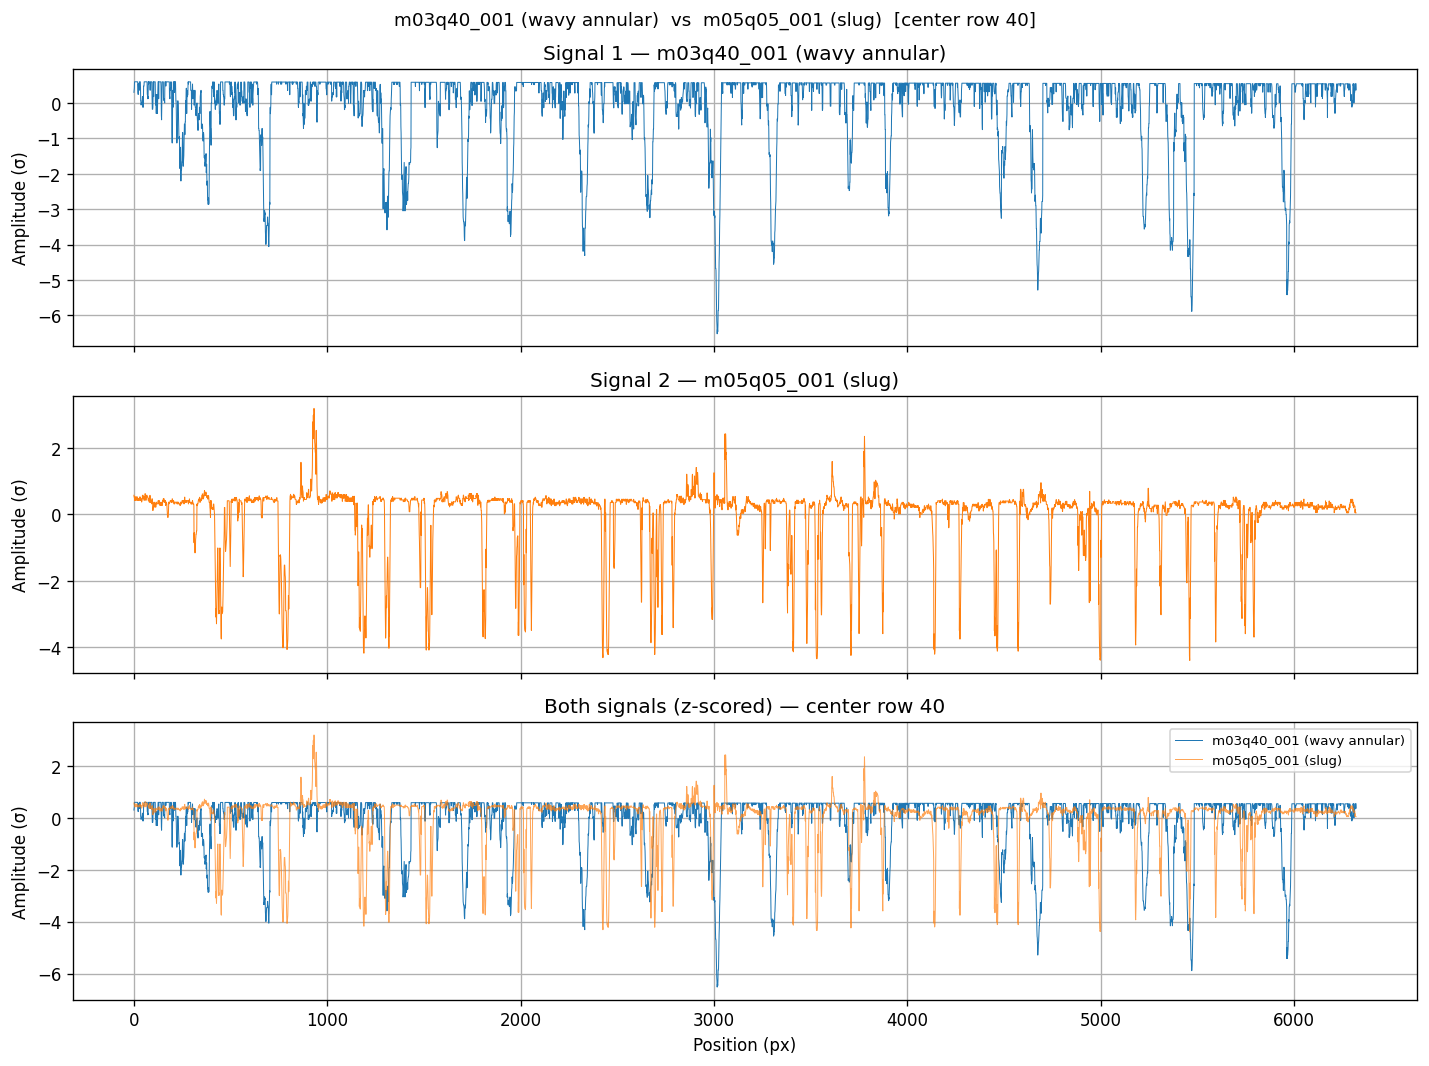 m03q40_001 (wavy annular)  vs  m05q05_001 (slug)  [center row 40]
Signal 1 — m03q40_001 (wavy annular)
Amplitude (σ)
0
−1
−2
−3
−4
−5
−6
Signal 2 — m05q05_001 (slug)
Amplitude (σ)
2
0
−2
−4
Both signals (z-scored) — center row 40
Amplitude (σ)
2
0
−2
−4
−6
m03q40_001 (wavy annular)
m05q05_001 (slug)
0 1000 2000 3000 4000 5000 6000
Position (px)